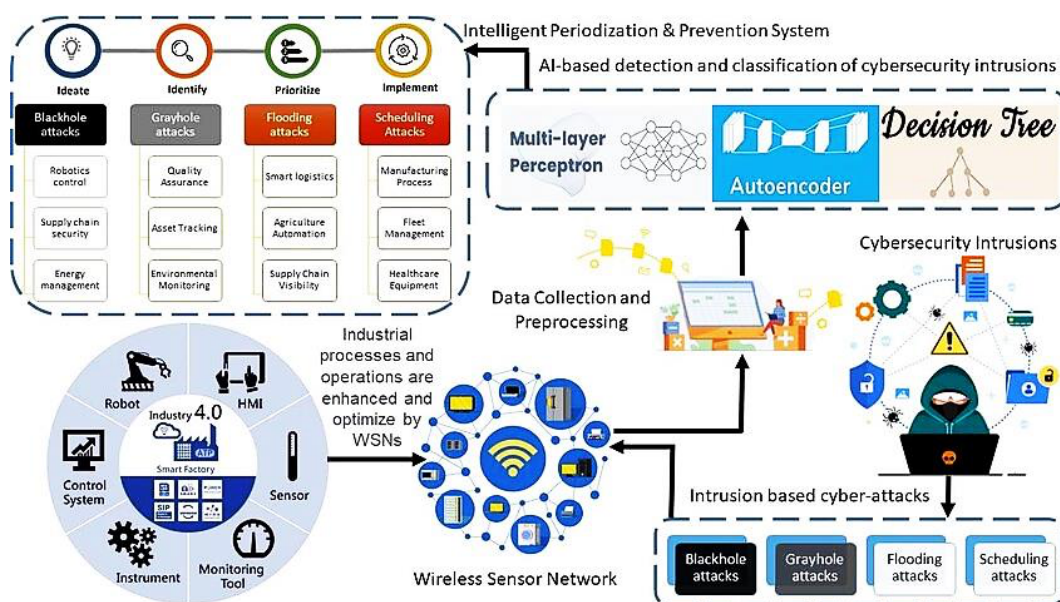 Intelligent Periodization & Prevention System
AI-based detection and classification of cybersecurity intrusions
Ideate
Identify
Prioritize
Implement
Blackhole
attacks
Grayhole
attacks
Flooding
attacks
Scheduling
Attacks
Robotics
control
Quality
Assurance
Smart logistics
Manufacturing
Process
Supply chain
security
Asset Tracking
Agriculture
Automation
Fleet
Management
Energy
management
Environmental
Monitoring
Supply Chain
Visibility
Healthcare
Equipment
Multi-layer
Perceptron
Autoencoder
Decision Tree
Cybersecurity Intrusions
Data Collection and
Preprocessing
Industrial
processes and
operations are
enhanced and
optimize by
WSNs
Robot
HMI
Industry 4.0
ATP
Smart Factory
SIP
Control
System
Sensor
Instrument
Monitoring
Tool
Wireless Sensor Network
Intrusion based cyber-attacks
Blackhole
attacks
Grayhole
attacks
Flooding
attacks
Scheduling
attacks